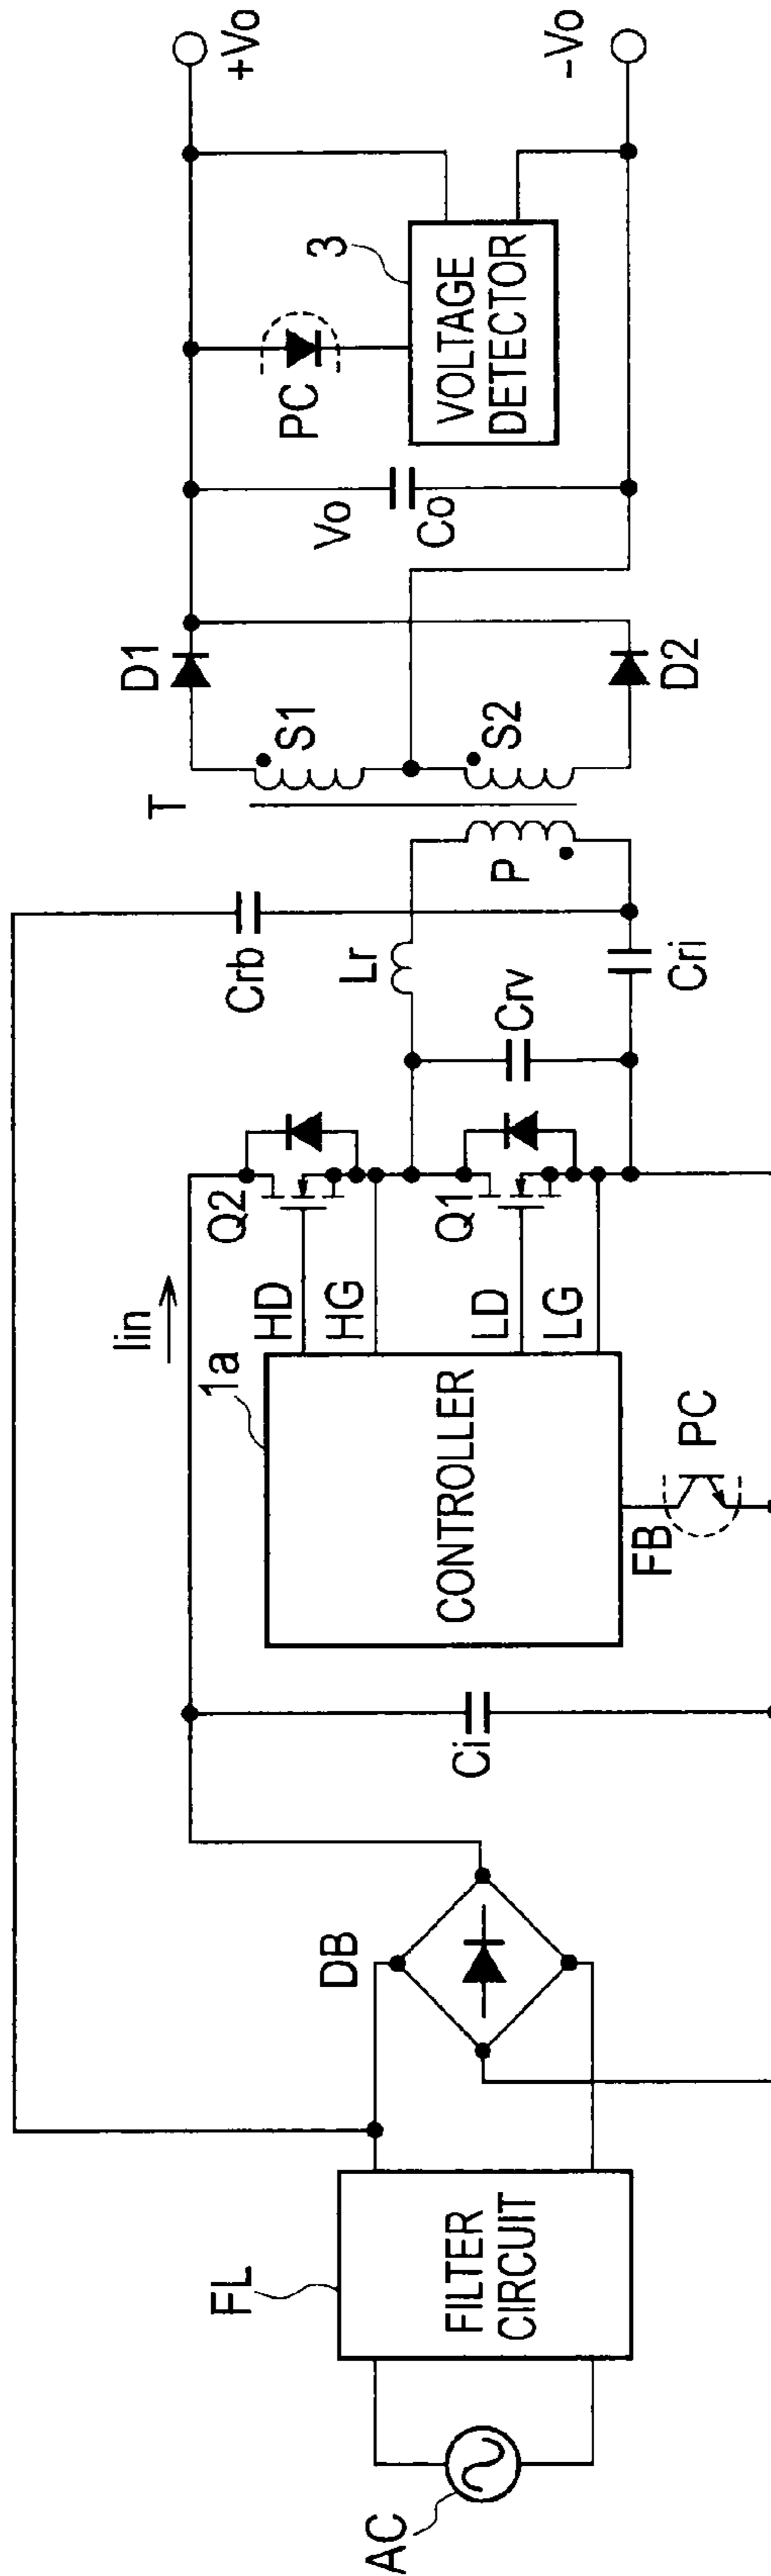 AC
FL
FILTER
CIRCUIT
DB
Ci
Iin
1a
CONTROLLER
HD
HG
LD
LG
FB
PC
Q2
Q1
Crb
Lr
Crv
Cri
T
P
S1
S2
D1
D2
Vo
Co
PC
3
VOLTAGE
DETECTOR
+Vo
-Vo